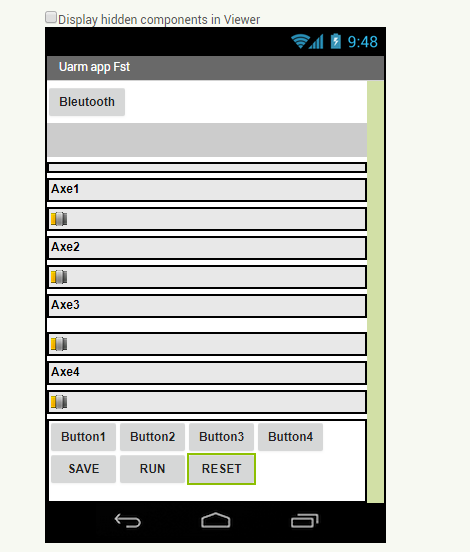 Display hidden components in Viewer
9:48
Uarm app Fst
Bleutooth
Axe1
Axe2
Axe3
Axe4
Button1 Button2 Button3 Button4
SAVE RUN RESET